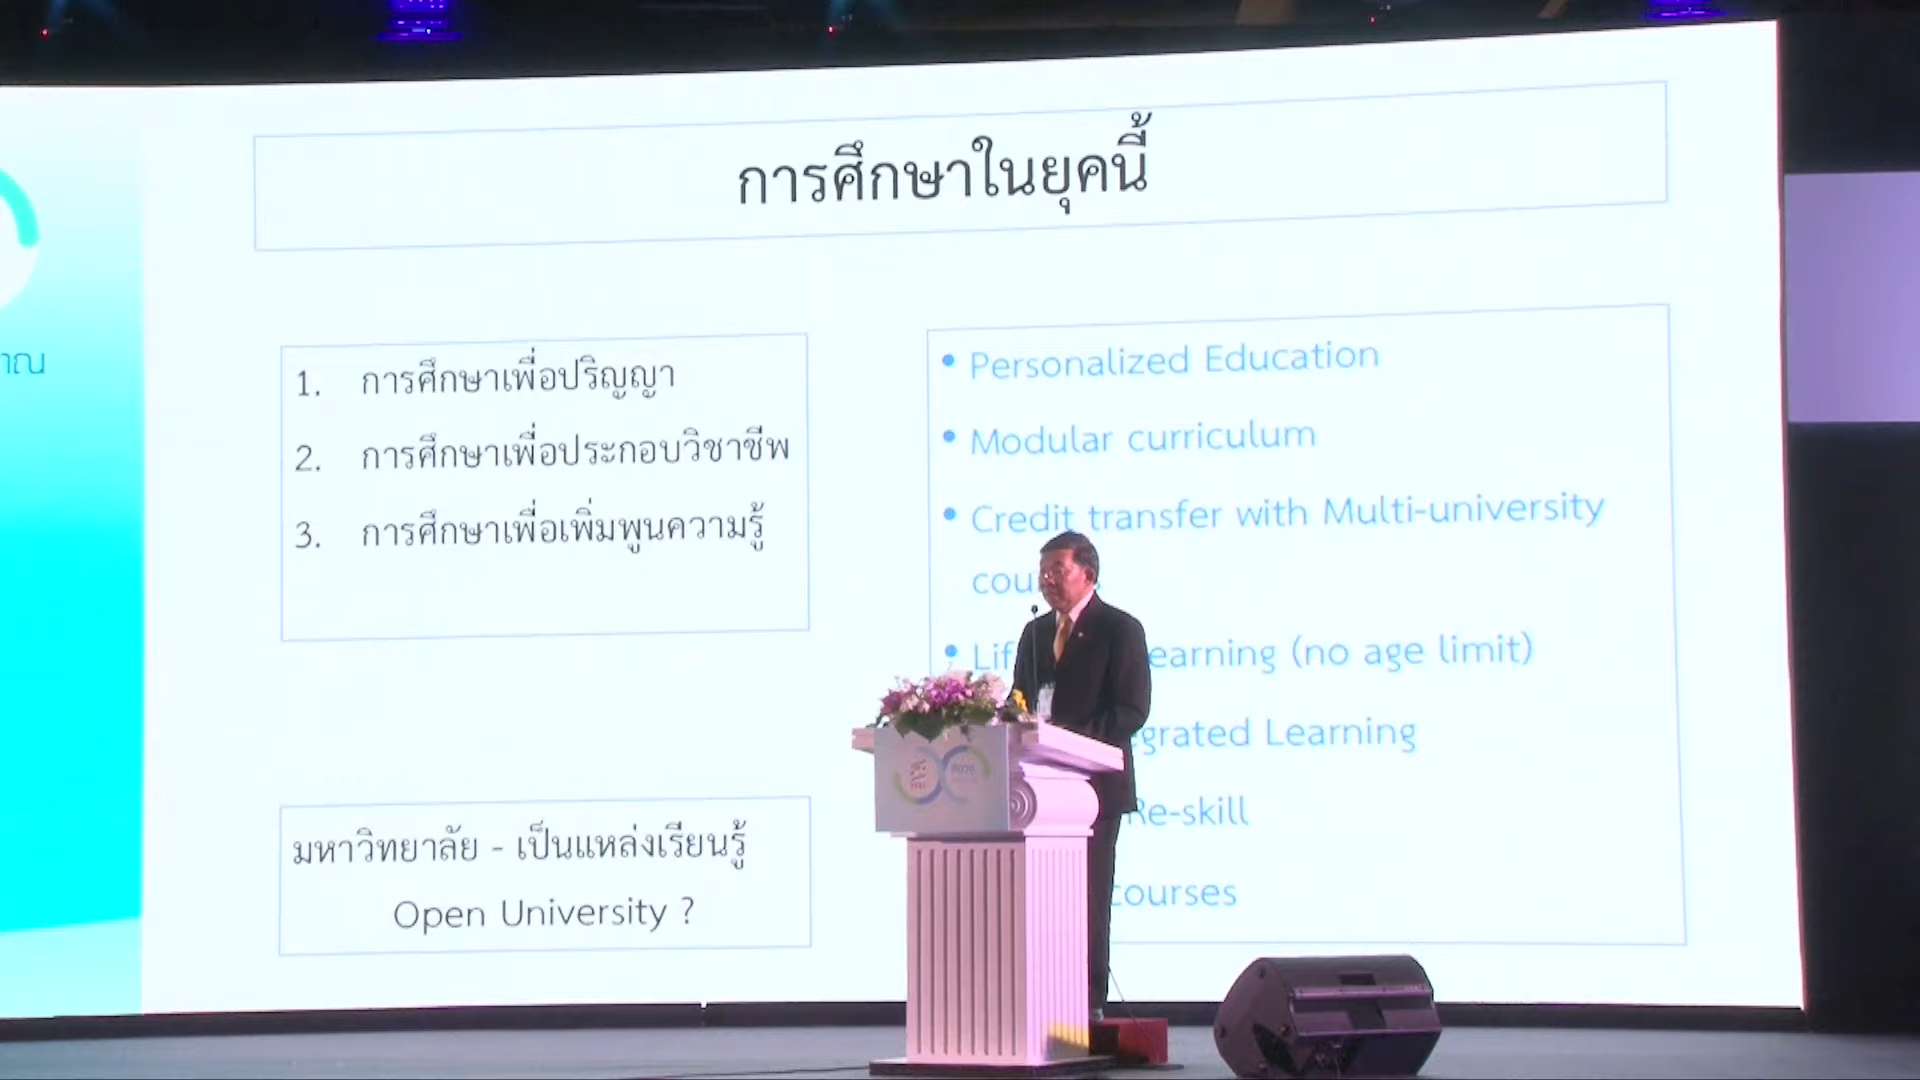 การศึกษาในยุคนี้
1. การศึกษาเพื่อปริญญา
2. การศึกษาเพื่อประกอบวิชาชีพ
3. การศึกษาเพื่อเพิ่มพูนความรู้
มหาวิทยาลัย - เป็นแหล่งเรียนรู้
Open University ?
• Personalized Education
• Modular curriculum
• Credit transfer with Multi-university
• earning (no age limit)
Learning
Re-skill
courses